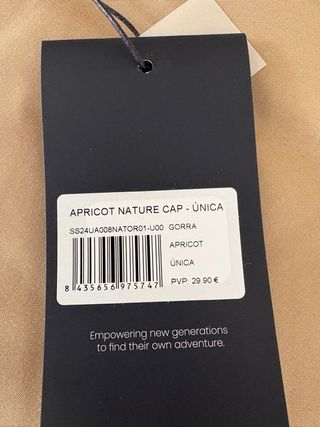 APRICOT NATURE CAP - ÚNICA
SS24UA008NATOR01-U00 GORRA
APRICOT
ÚNICA
PVP: 29.90 €
8 435656 975747
Empowering new generations
to find their own adventure.